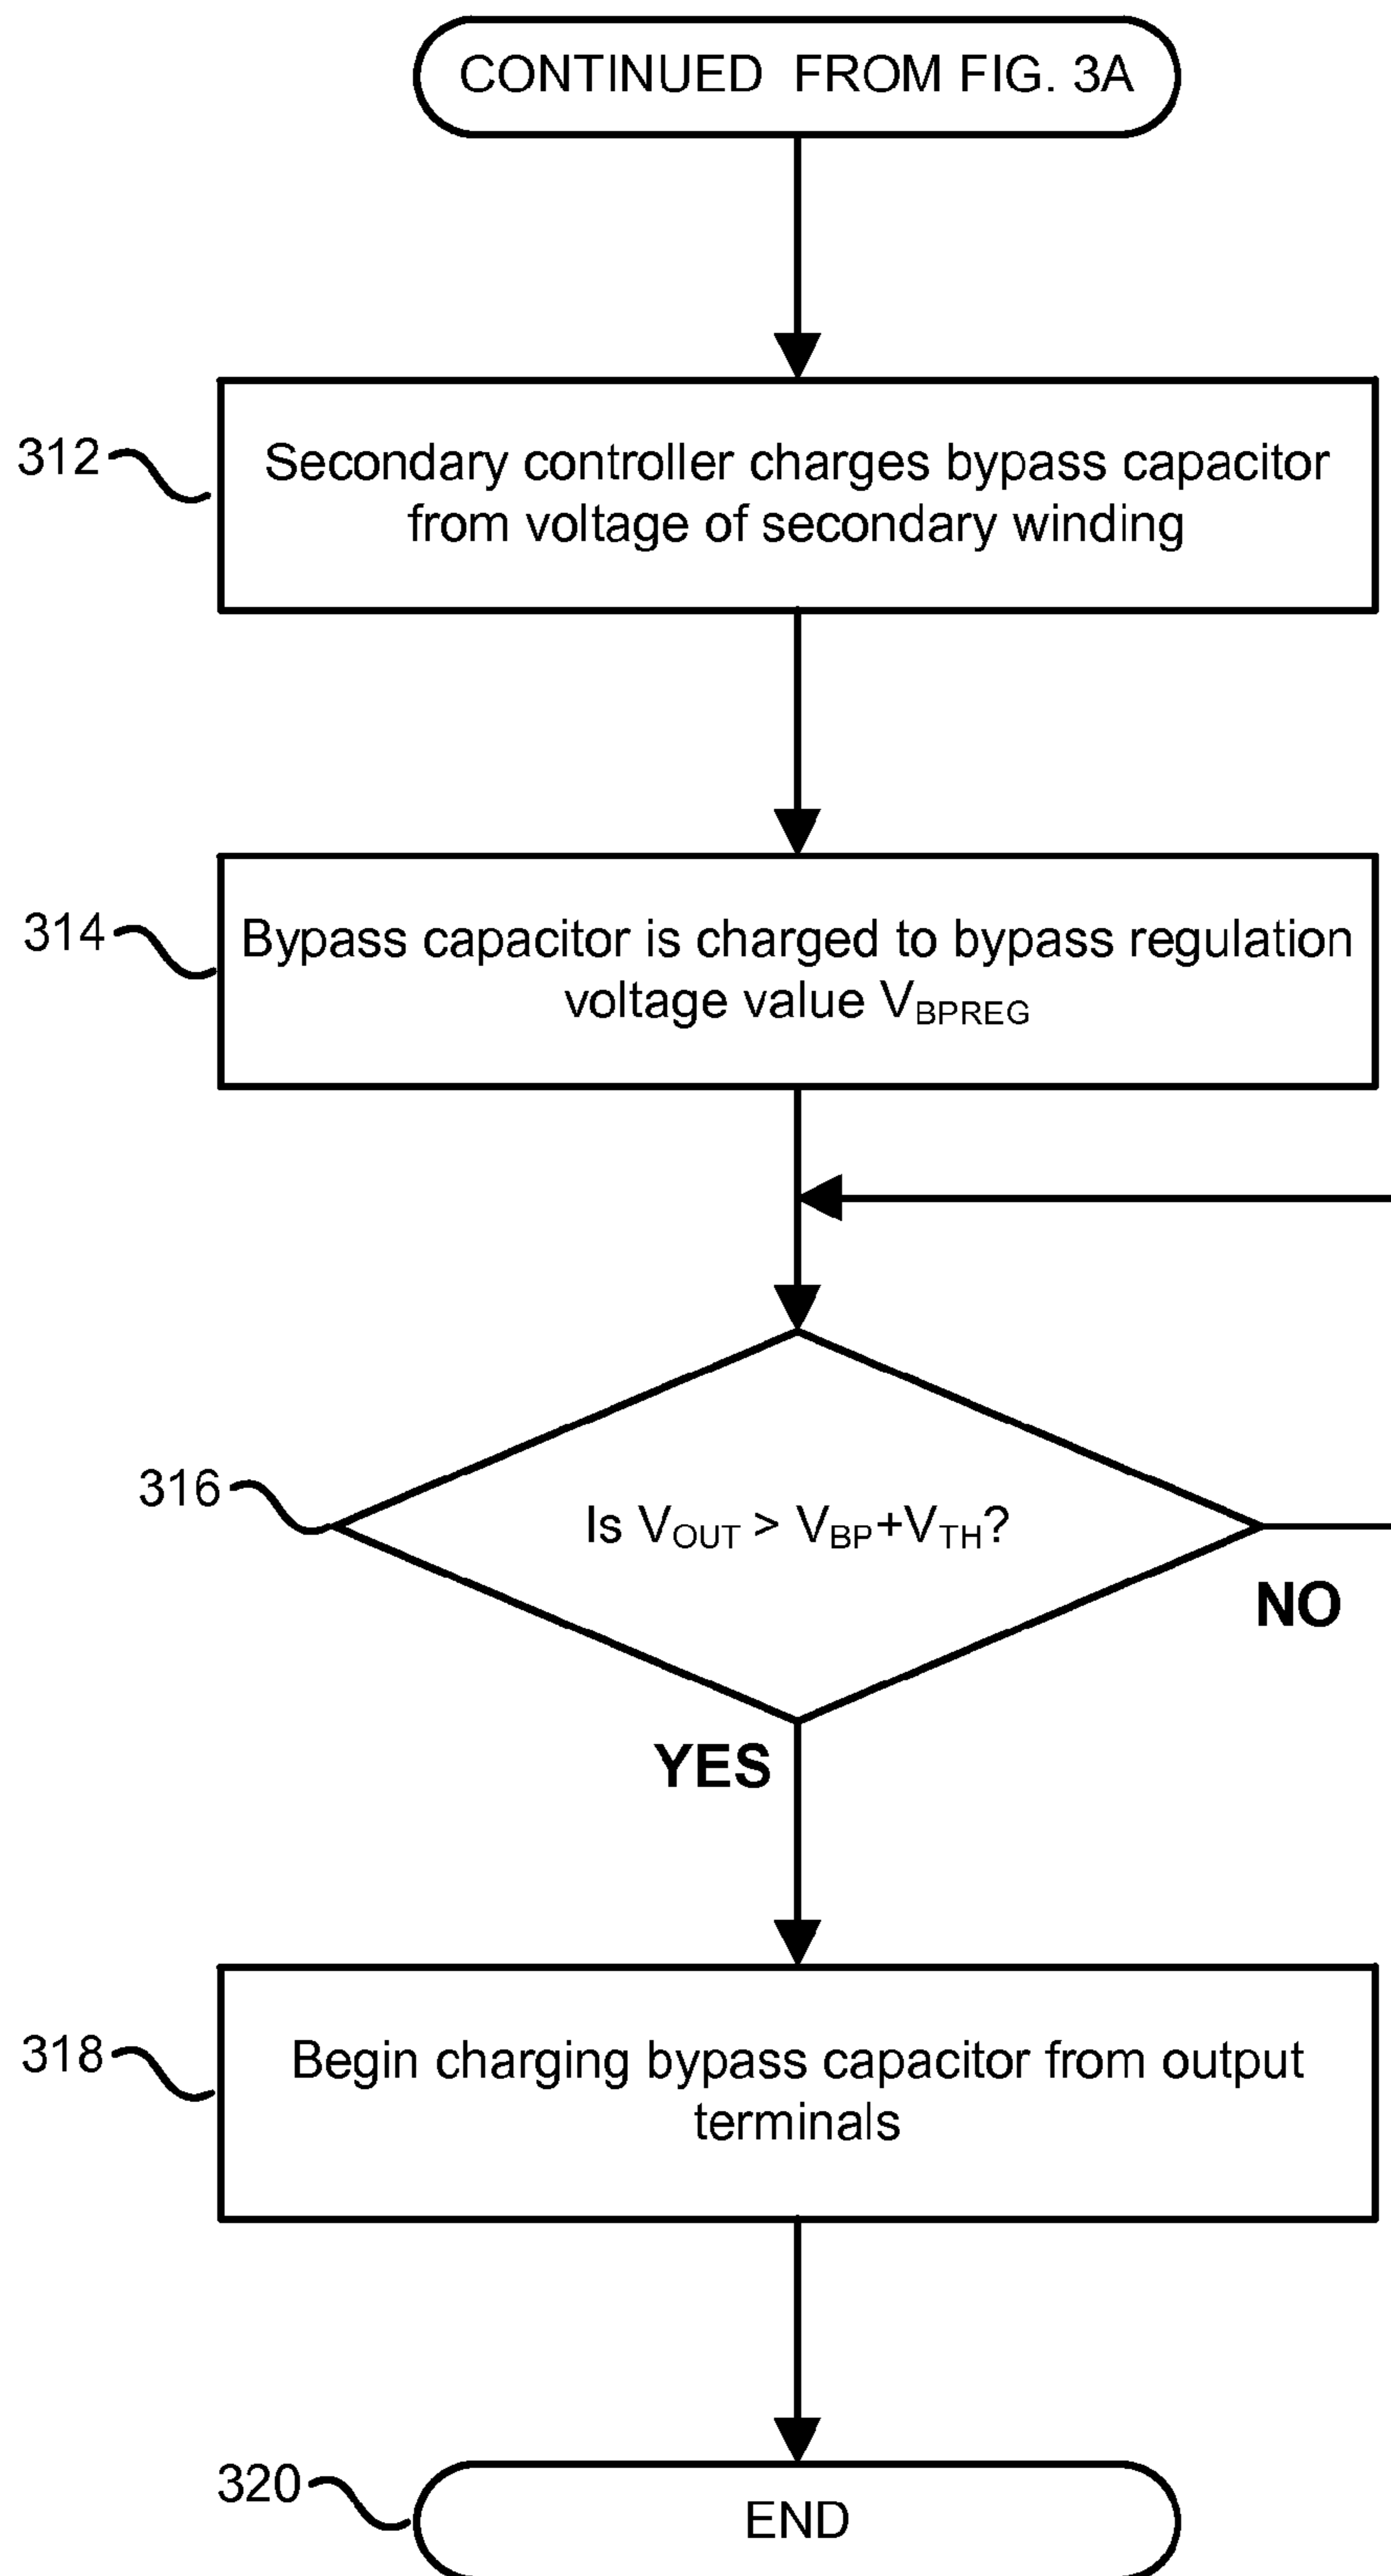 CONTINUED FROM FIG. 3A
312
Secondary controller charges bypass capacitor
from voltage of secondary winding
314
Bypass capacitor is charged to bypass regulation
voltage value VBPREG
316
Is VOUT > VBP+VTH?
NO
YES
318
Begin charging bypass capacitor from output
terminals
320
END